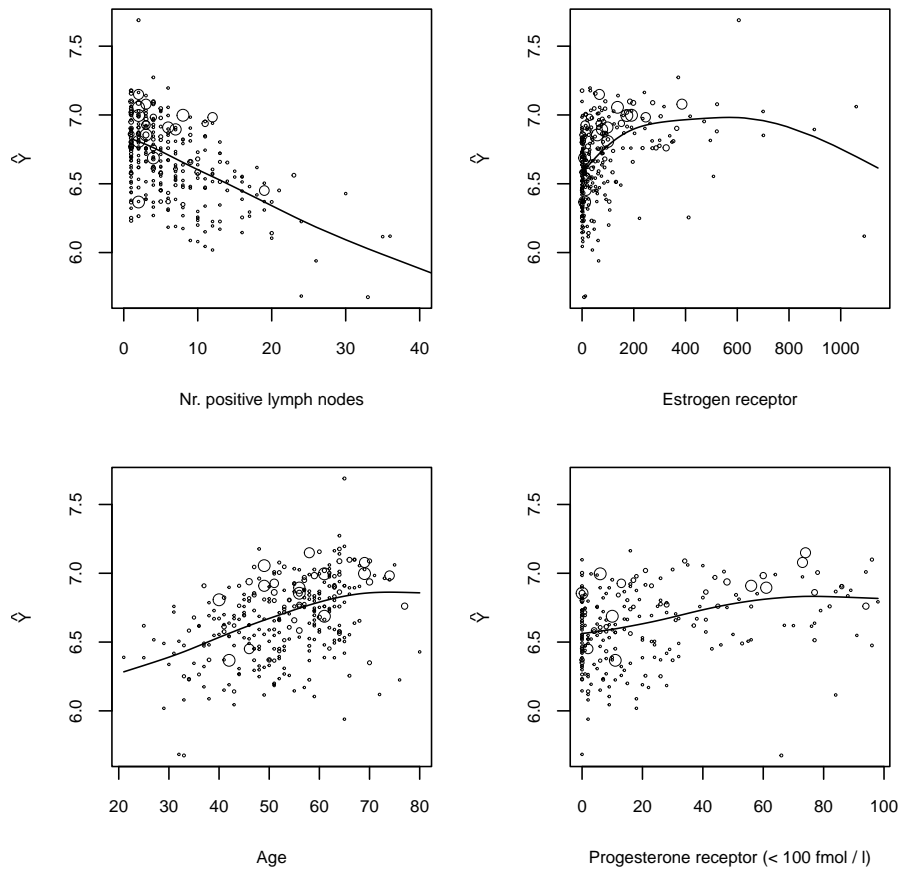 7.5
7.0
6.5
6.0
Ŷ
0 10 20 30 40
Nr. positive lymph nodes
7.5
7.0
6.5
6.0
Ŷ
0 200 400 600 800 1000
Estrogen receptor
7.5
7.0
6.5
6.0
Ŷ
20 30 40 50 60 70 80
Age
7.5
7.0
6.5
6.0
Ŷ
0 20 40 60 80 100
Progesterone receptor (< 100 fmol / l)